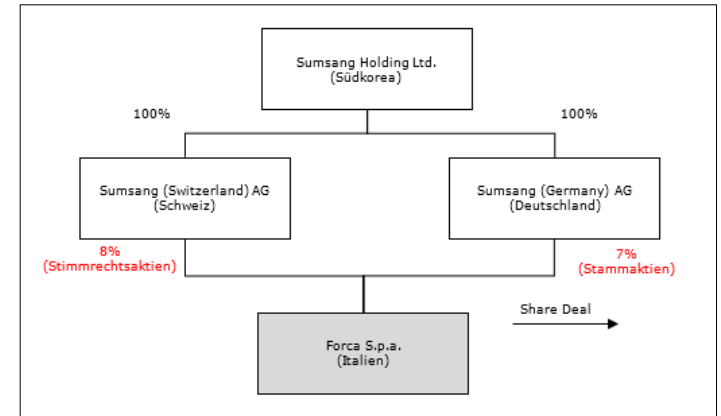 Sumsang Holding Ltd.
(Südkorea)
100%
100%
Sumsang (Switzerland) AG
(Schweiz)
Sumsang (Germany) AG
(Deutschland)
8%
(Stimmrechtsaktien)
7%
(Stammaktien)
Share Deal
Forca S.p.a.
(Italien)